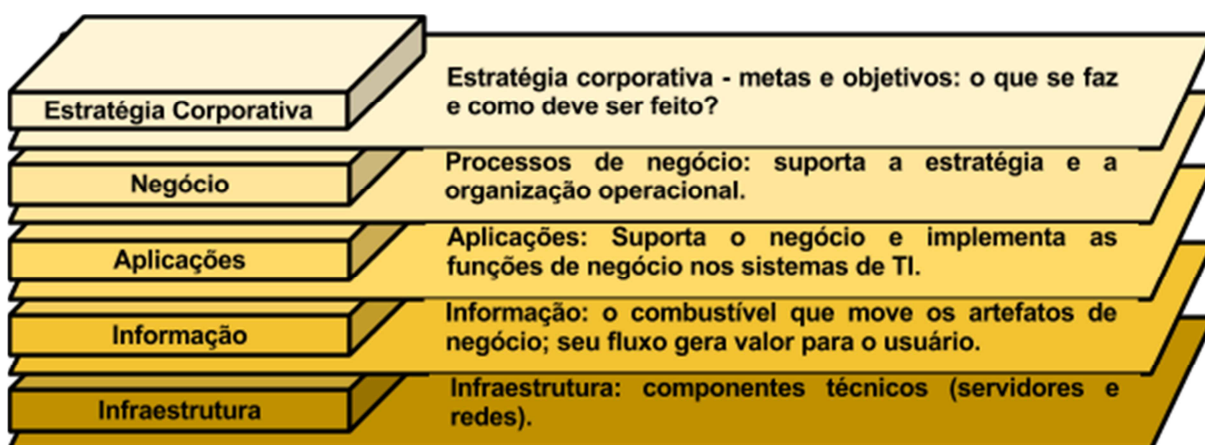 Estratégia Corporativa
Estratégia corporativa - metas e objetivos: o que se faz
e como deve ser feito?
Negócio
Processos de negócio: suporta a estratégia e a
organização operacional.
Aplicações
Aplicações: Suporta o negócio e implementa as
funções de negócio nos sistemas de TI.
Informação
Informação: o combustível que move os artefatos de
negócio; seu fluxo gera valor para o usuário.
Infraestrutura
Infraestrutura: componentes técnicos (servidores e
redes).